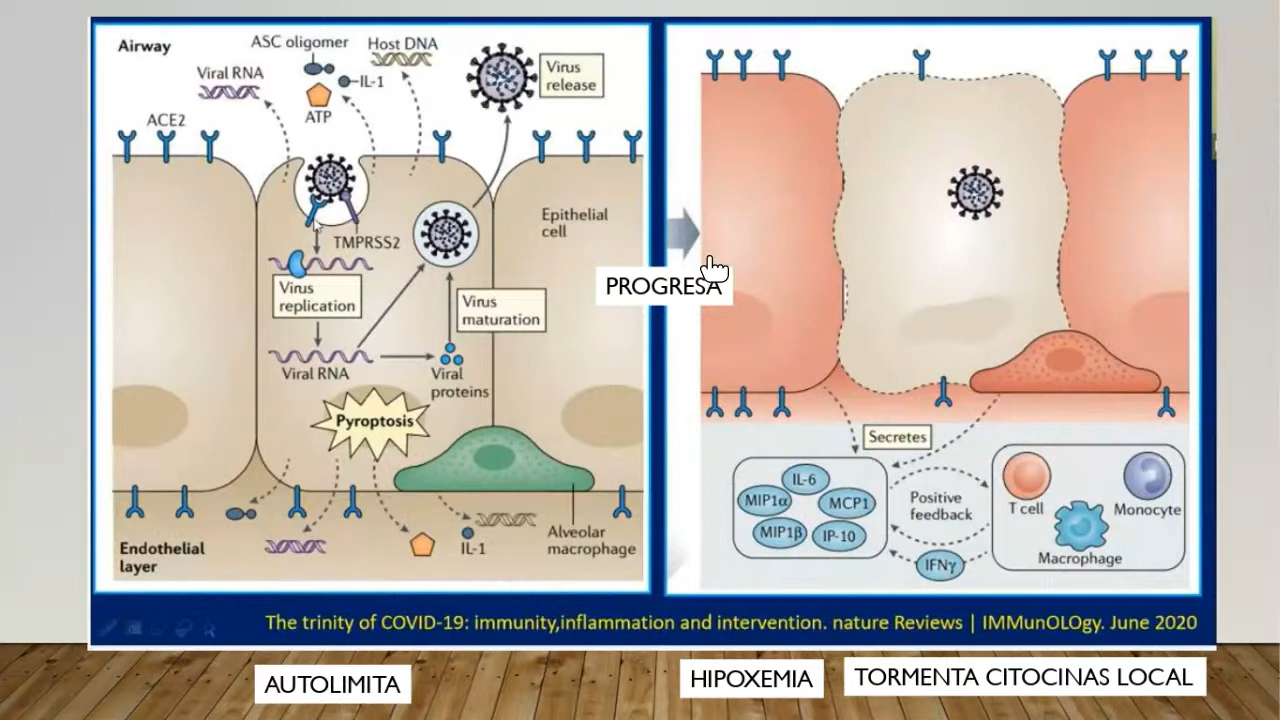 Airway
ASC oligomer
Host DNA
Viral RNA
IL-1
ATP
Virus
release
ACE2
TMPRSS2
Epithelial
cell
Virus
replication
Virus
maturation
Viral RNA
Viral
proteins
Pyroptosis
Endothelial
layer
IL-1
Alveolar
macrophage
PROGRESA
Secretes
IL-6
MIP1α
MCP1
MIP1β
IP-10
Positive
feedback
IFNγ
T cell
Monocyte
Macrophage
The trinity of COVID-19: immunity,inflammation and intervention. nature Reviews | IMMunOLOgy. June 2020
AUTOLIMITA
HIPOXEMIA
TORMENTA CITOCINAS LOCAL